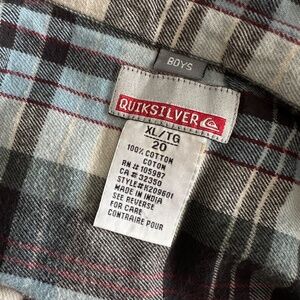 BOYS
QUIKSILVER
XL/TG
20
100% COTTON
COTON
RN # 105987
CA # 32350
STYLE#K209601
MADE IN INDIA
SEE REVERSE
FOR CARE
CONTRAIRE POUR